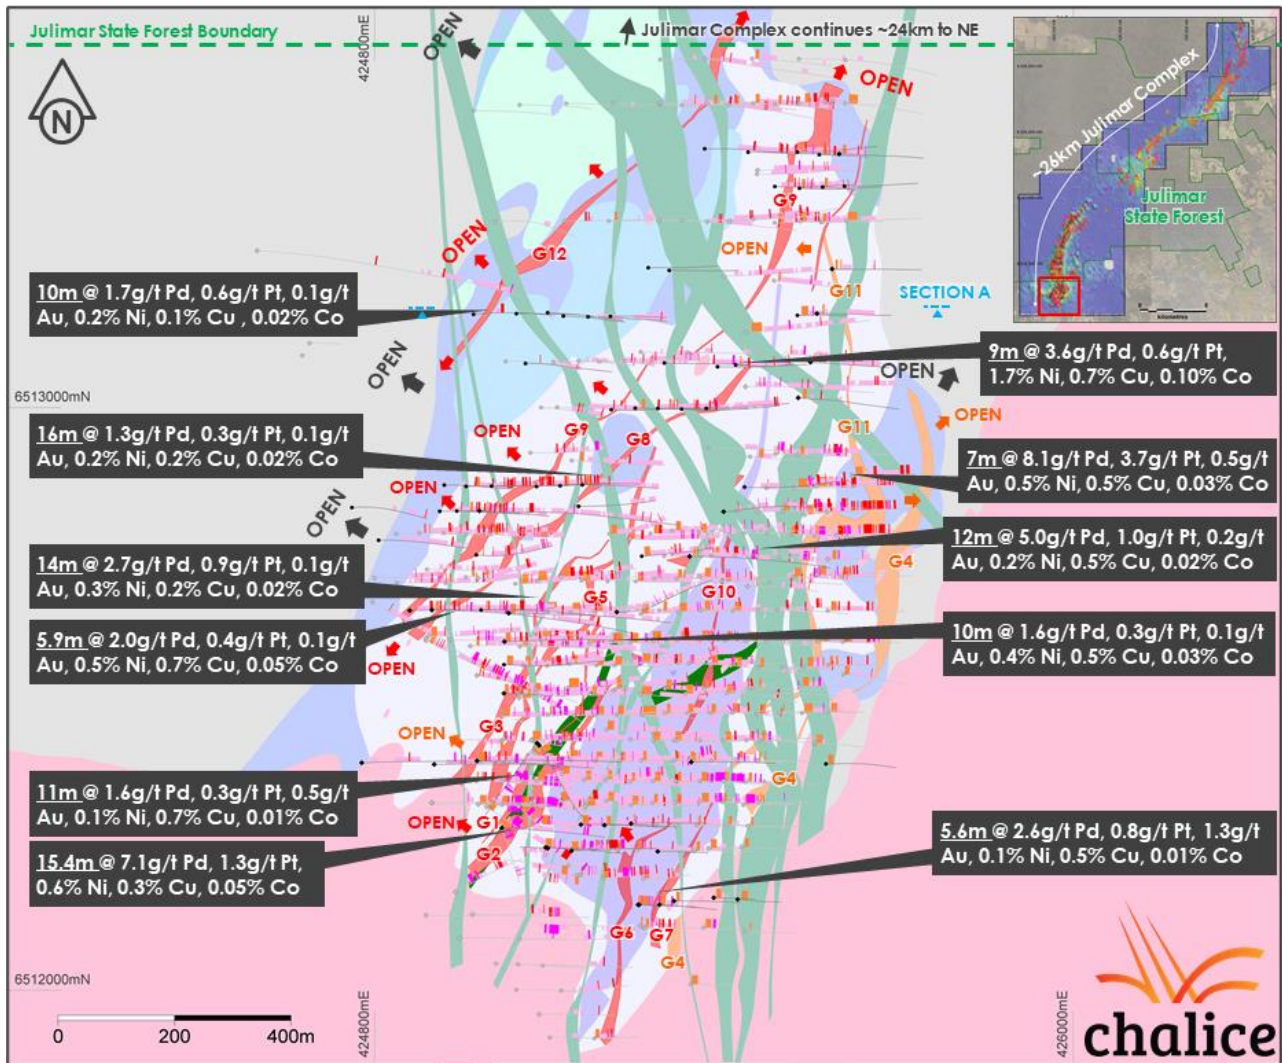 Julimar State Forest Boundary
OPEN
424800mE
Julimar Complex continues ~24km to NE
OPEN
~26km Julimar Complex
Julimar
State Forest
N
G9
OPEN
G12
OPEN
G11
SECTION A
10m @ 1.7g/t Pd, 0.6g/t Pt, 0.1g/t
Au, 0.2% Ni, 0.1% Cu , 0.02% Co
OPEN
9m @ 3.6g/t Pd, 0.6g/t Pt,
1.7% Ni, 0.7% Cu, 0.10% Co
OPEN
6513000mN
OPEN
16m @ 1.3g/t Pd, 0.3g/t Pt, 0.1g/t
Au, 0.2% Ni, 0.2% Cu, 0.02% Co
OPEN
G9
G8
G11
7m @ 8.1g/t Pd, 3.7g/t Pt, 0.5g/t
Au, 0.5% Ni, 0.5% Cu, 0.03% Co
OPEN
OPEN
12m @ 5.0g/t Pd, 1.0g/t Pt, 0.2g/t
Au, 0.2% Ni, 0.5% Cu, 0.02% Co
G4
14m @ 2.7g/t Pd, 0.9g/t Pt, 0.1g/t
Au, 0.3% Ni, 0.2% Cu, 0.02% Co
G5
G10
5.9m @ 2.0g/t Pd, 0.4g/t Pt, 0.1g/t
Au, 0.5% Ni, 0.7% Cu, 0.05% Co
10m @ 1.6g/t Pd, 0.3g/t Pt, 0.1g/t
Au, 0.4% Ni, 0.5% Cu, 0.03% Co
OPEN
G3
OPEN
G4
11m @ 1.6g/t Pd, 0.3g/t Pt, 0.5g/t
Au, 0.1% Ni, 0.7% Cu, 0.01% Co
OPEN
G1
G2
15.4m @ 7.1g/t Pd, 1.3g/t Pt,
0.6% Ni, 0.3% Cu, 0.05% Co
5.6m @ 2.6g/t Pd, 0.8g/t Pt, 1.3g/t
Au, 0.1% Ni, 0.5% Cu, 0.01% Co
G6
G7
G4
6512000mN
424800mE
426000mE
0
200
400m
chalice